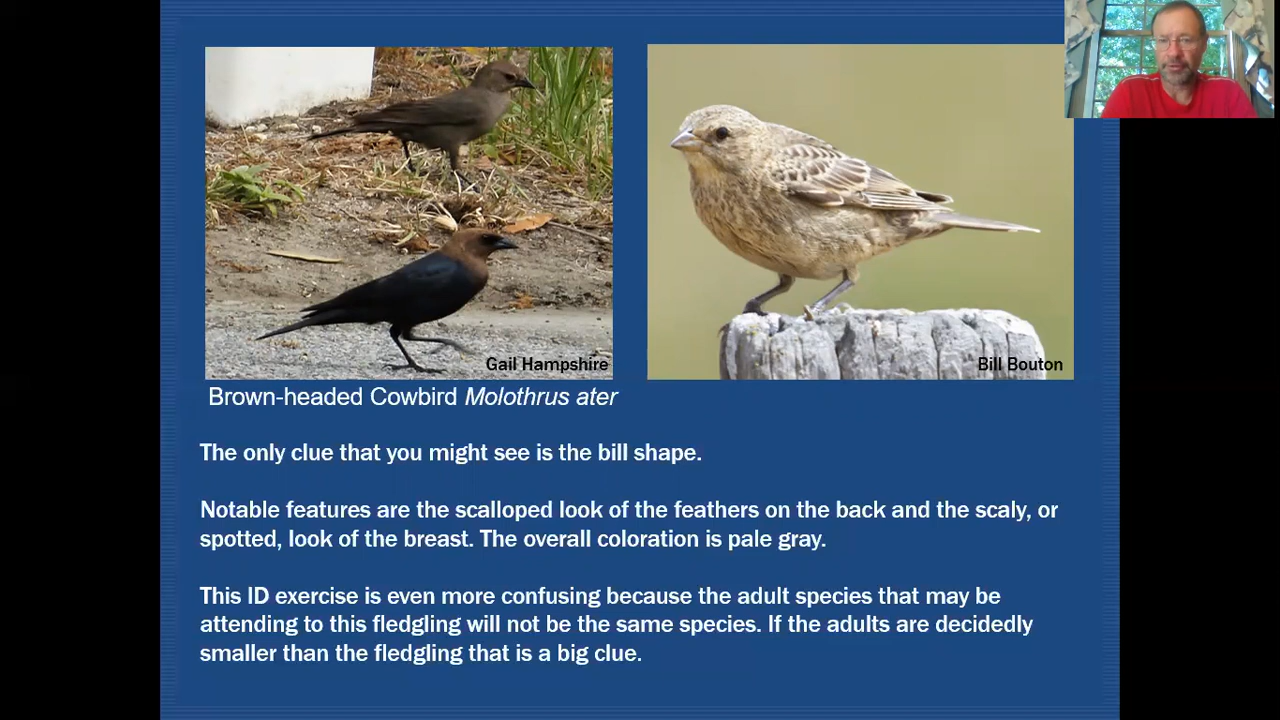 Gail Hampshire
Bill Bouton
Brown-headed Cowbird Molothrus ater
The only clue that you might see is the bill shape.
Notable features are the scalloped look of the feathers on the back and the scaly, or
spotted, look of the breast. The overall coloration is pale gray.
This ID exercise is even more confusing because the adult species that may be
attending to this fledgling will not be the same species. If the adults are decidedly
smaller than the fledgling that is a big clue.